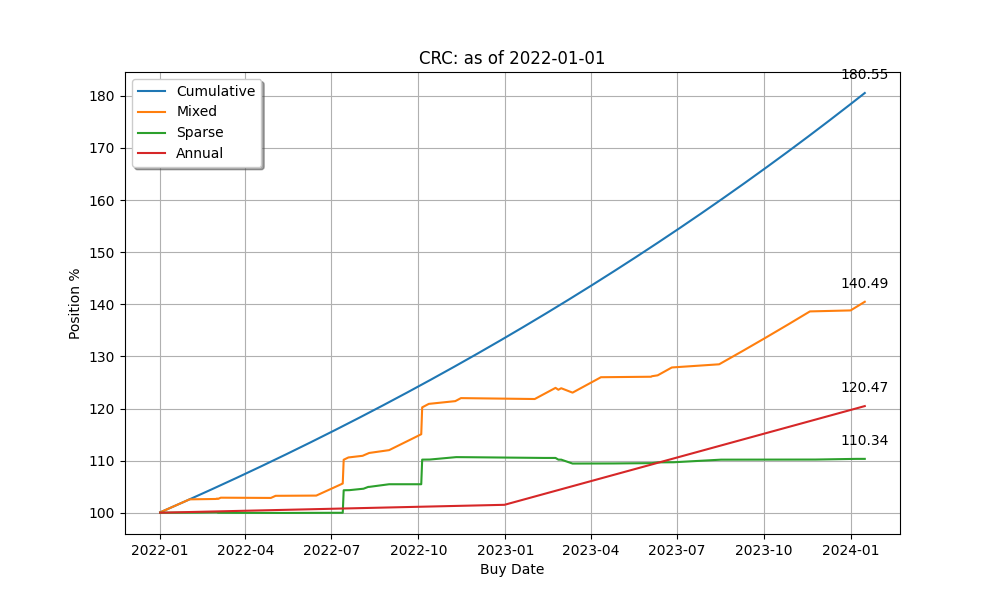 CRC: as of 2022-01-01
180.55
Cumulative
Mixed
Sparse
Annual
140.49
120.47
110.34
180
170
160
150
140
130
120
110
100
Position %
2022-01 2022-04 2022-07 2022-10 2023-01 2023-04 2023-07 2023-10 2024-01
Buy Date